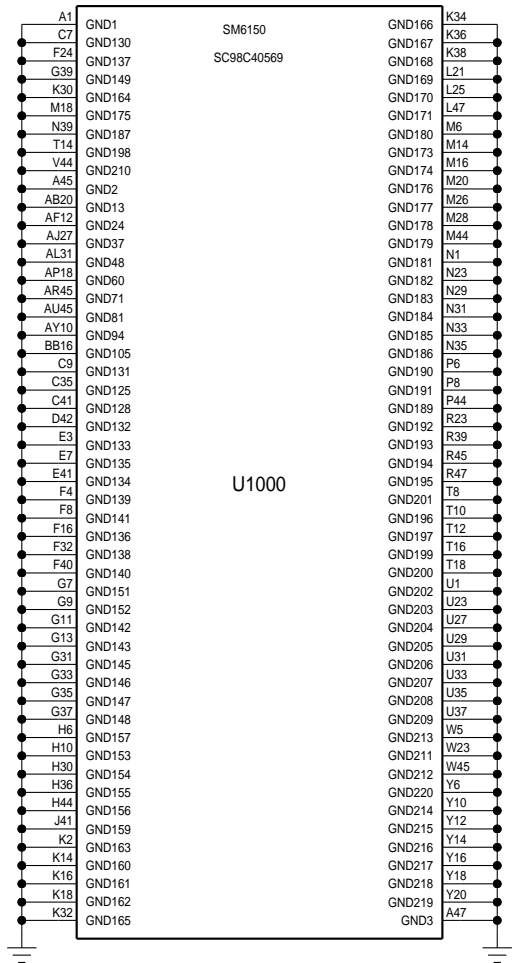 SM6150
SC98C40569
U1000
A1 GND1 GND166 K34
C7 GND130 GND167 K36
F24 GND137 GND168 K38
G39 GND149 GND169 L21
K30 GND164 GND170 L25
M18 GND175 GND171 L47
N39 GND187 GND180 M6
T14 GND198 GND173 M14
V44 GND210 GND174 M16
A45 GND2 GND176 M20
AB20 GND13 GND177 M26
AF12 GND24 GND178 M28
AJ27 GND37 GND179 M44
AL31 GND48 GND181 N1
AP18 GND60 GND182 N23
AR45 GND71 GND183 N29
AU45 GND81 GND184 N31
AY10 GND94 GND185 N33
BB16 GND105 GND186 N35
C9 GND131 GND190 P6
C35 GND125 GND191 P8
C41 GND128 GND189 P44
D42 GND132 GND192 R23
E3 GND133 GND193 R39
E7 GND135 GND194 R45
E41 GND134 GND195 R47
F4 GND139 GND201 T8
F8 GND141 GND196 T10
F16 GND136 GND197 T12
F32 GND138 GND199 T16
F40 GND140 GND200 T18
G7 GND151 GND202 U1
G9 GND152 GND203 U23
G11 GND142 GND204 U27
G13 GND143 GND205 U29
G31 GND145 GND206 U31
G33 GND146 GND207 U33
G35 GND147 GND208 U35
G37 GND148 GND209 U37
H6 GND157 GND213 W5
H10 GND153 GND211 W23
H30 GND154 GND212 W45
H36 GND155 GND220 Y6
H44 GND156 GND214 Y10
J41 GND159 GND215 Y12
K2 GND163 GND216 Y14
K14 GND160 GND217 Y16
K16 GND161 GND218 Y18
K18 GND162 GND219 Y20
K32 GND165 GND3 A47